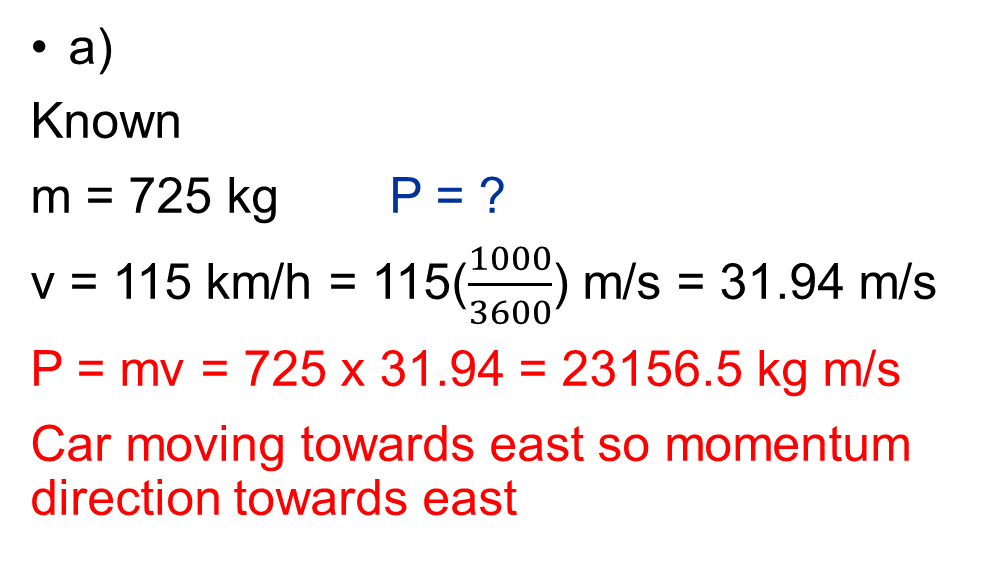 • a)
Known
m = 725 kg P = ?
v = 115 km/h = 115(1000/3600) m/s = 31.94 m/s
P = mv = 725 x 31.94 = 23156.5 kg m/s
Car moving towards east so momentum
direction towards east